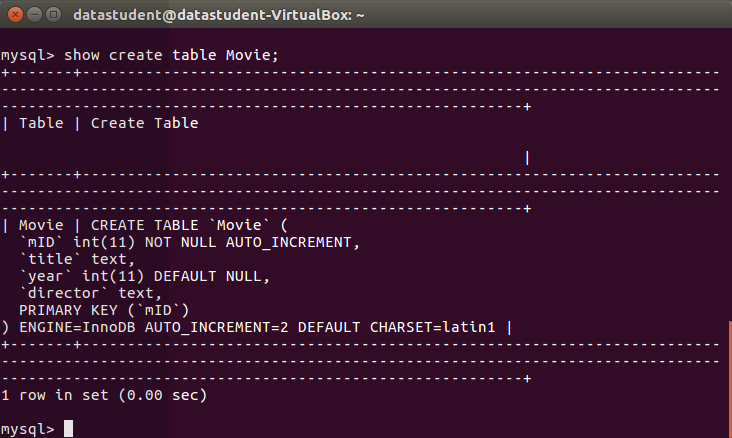 datastudent@datastudent-VirtualBox: ~
mysql> show create table Movie;
+-------+-----------------------------------------------------------------------
--------------------------------------------------------------------------------
----------------------------------------------------------+
| Table | Create Table
|
+-------+-----------------------------------------------------------------------
--------------------------------------------------------------------------------
----------------------------------------------------------+
| Movie | CREATE TABLE `Movie` (
`mID` int(11) NOT NULL AUTO_INCREMENT,
`title` text,
`year` int(11) DEFAULT NULL,
`director` text,
PRIMARY KEY (`mID`)
) ENGINE=InnoDB AUTO_INCREMENT=2 DEFAULT CHARSET=latin1 |
+-------+-----------------------------------------------------------------------
--------------------------------------------------------------------------------
----------------------------------------------------------+
1 row in set (0.00 sec)
mysql>